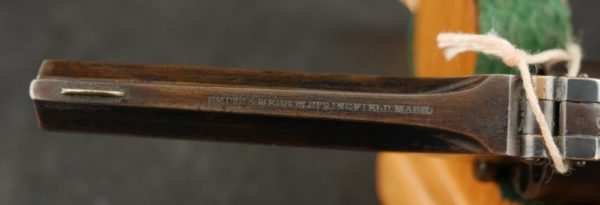 SMITH & WESSON, SPRINGFIELD, MASS.